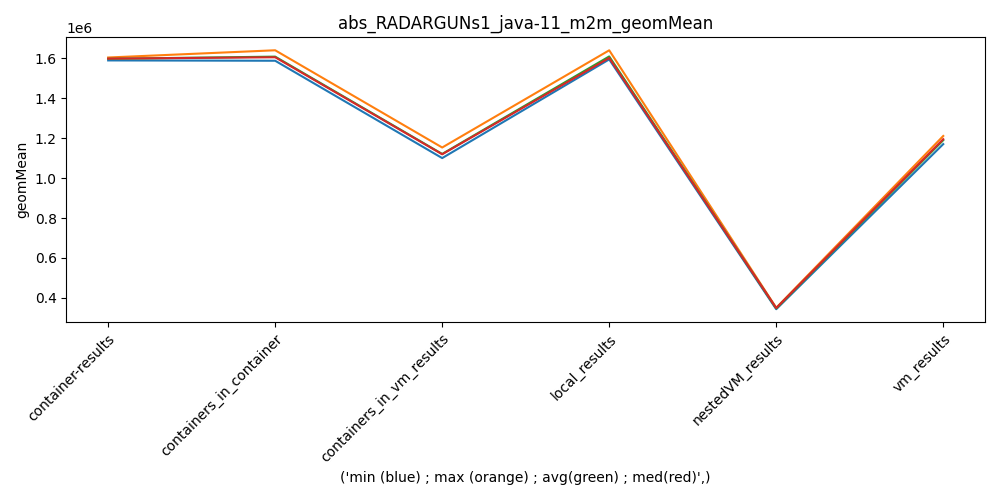 abs_RADARGUNs1_java-11_m2m_geomMean
1e6
geomMean
1.6
1.4
1.2
1.0
0.8
0.6
0.4
container-results
containers_in_container
containers_in_vm_results
local_results
nestedVM_results
vm_results
('min (blue) ; max (orange) ; avg(green) ; med(red)',)